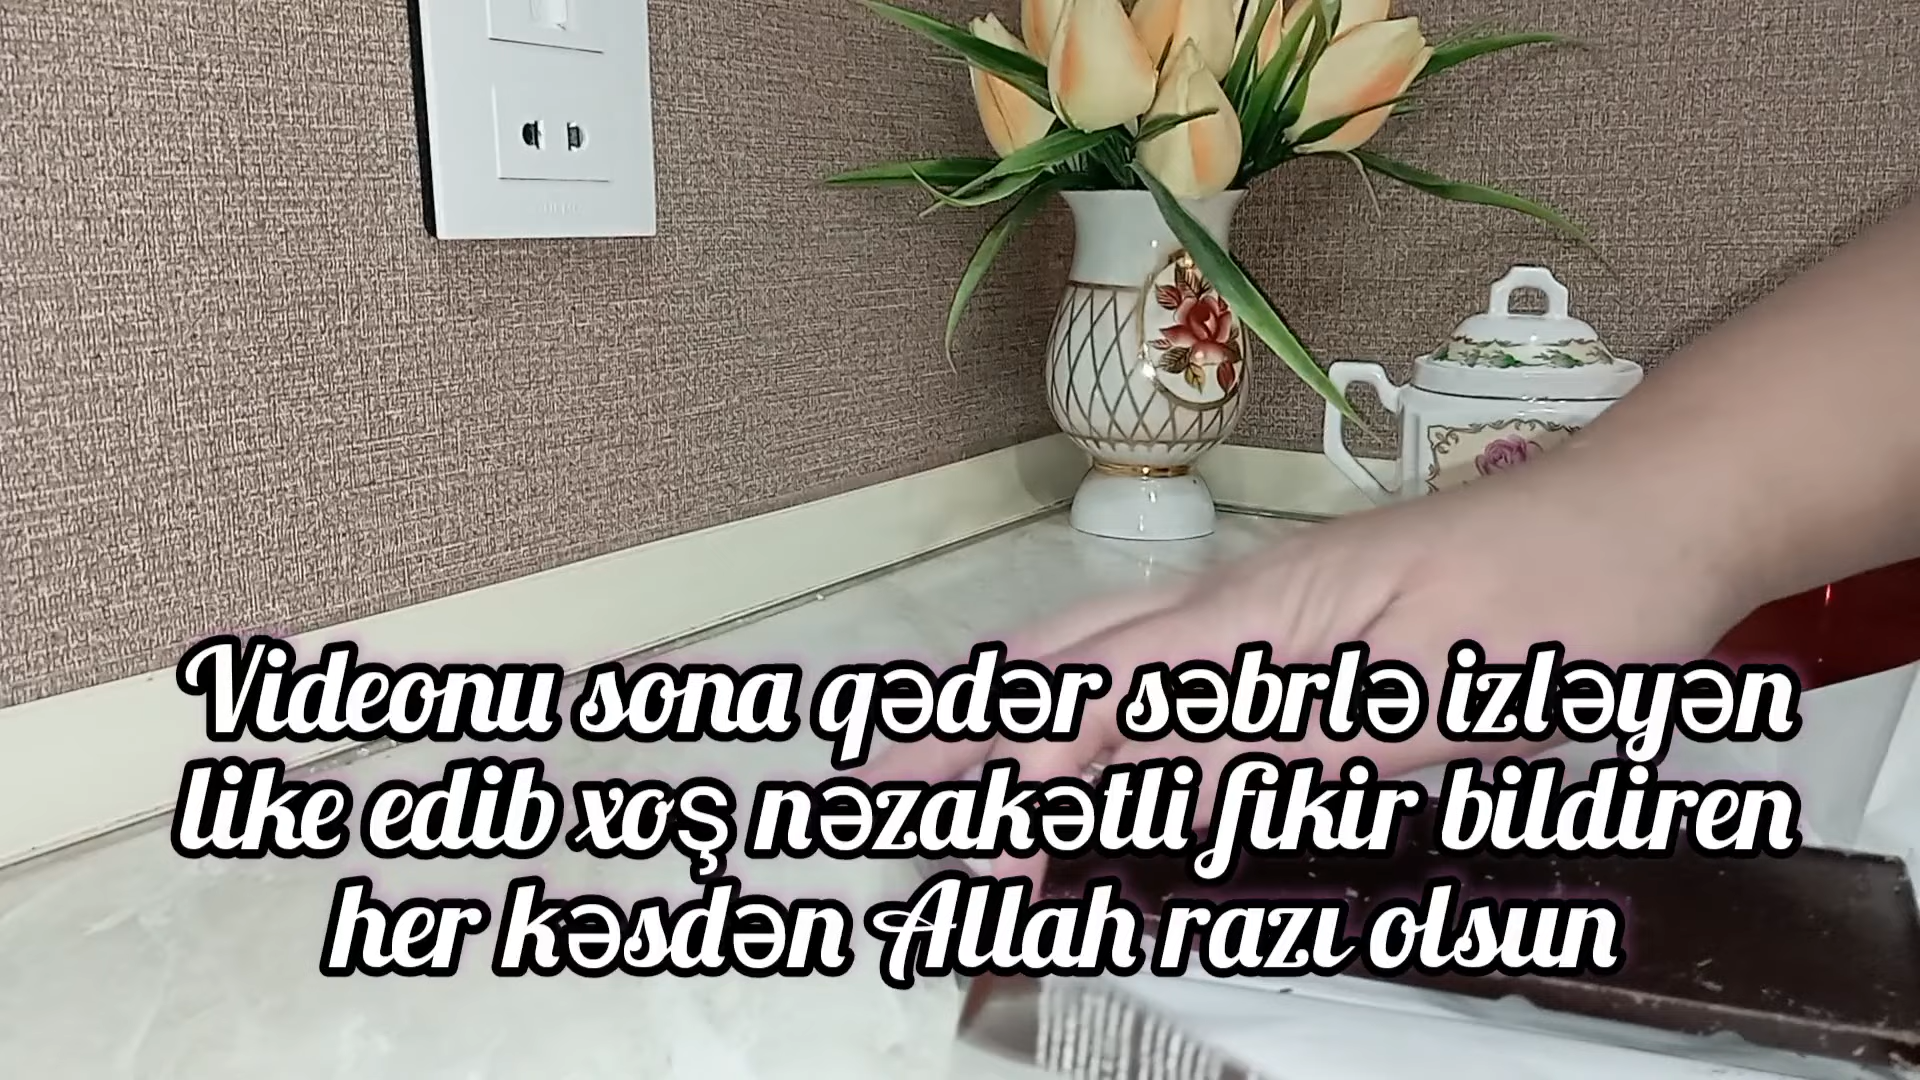 Videonu sona qədər səbrlə izləyən
like edib xoş nəzakətli fikir bildiren
her kəsdən Allah razı olsun